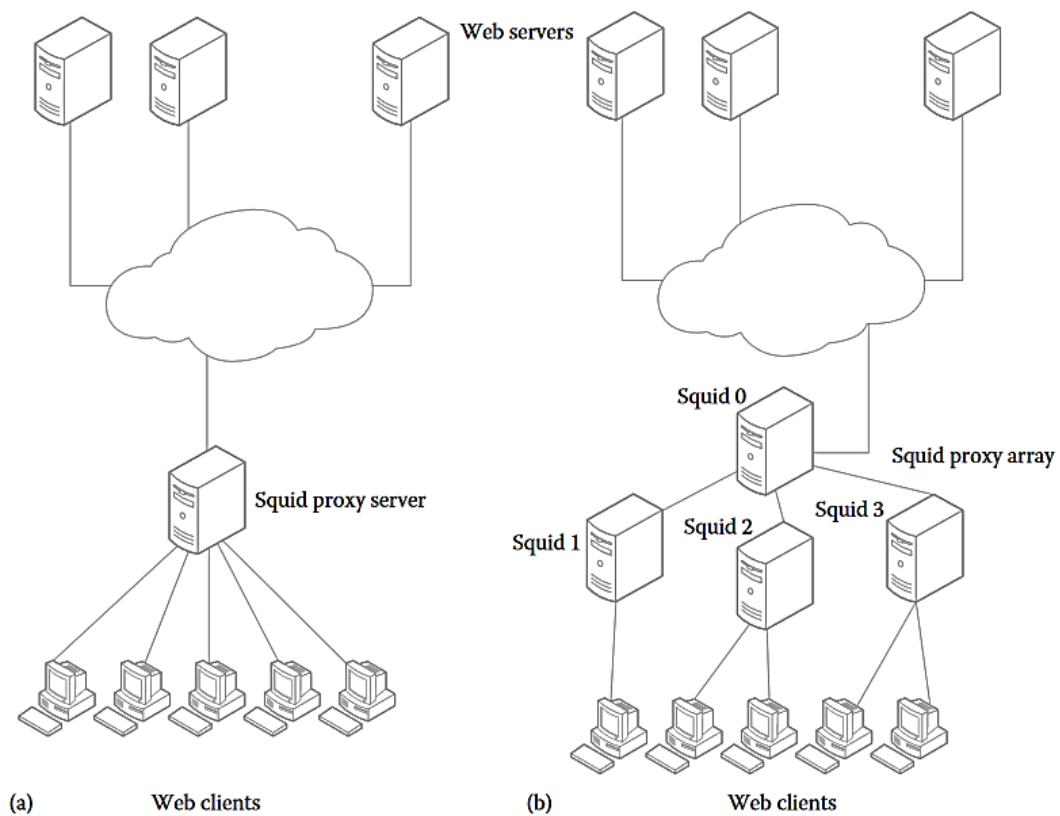 Web servers
Squid 0
Squid proxy array
Squid proxy server
Squid 1
Squid 2
Squid 3
(a)
Web clients
(b)
Web clients